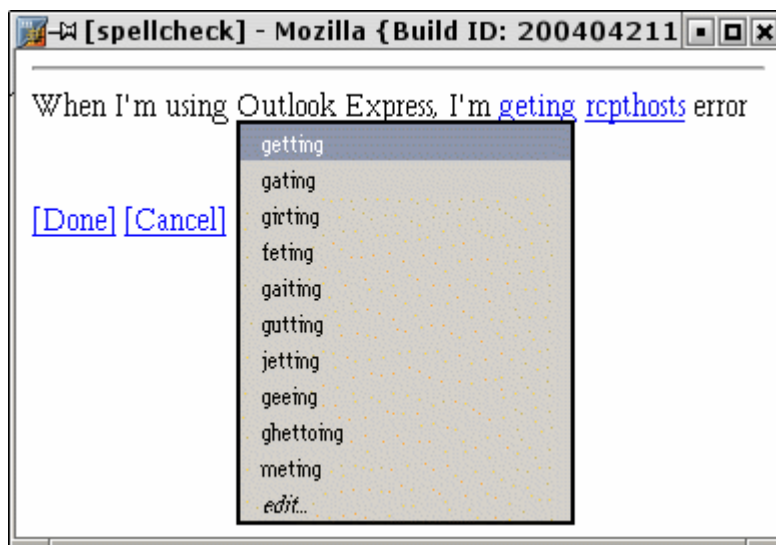 [spellcheck] - Mozilla {Build ID: 200404211
When I'm using Outlook Express, I'm geting rcpthosts error
getting
gating
girting
[Done] [Cancel]
feting
gaiting
gutting
jetting
geeing
ghettoing
meting
edit...